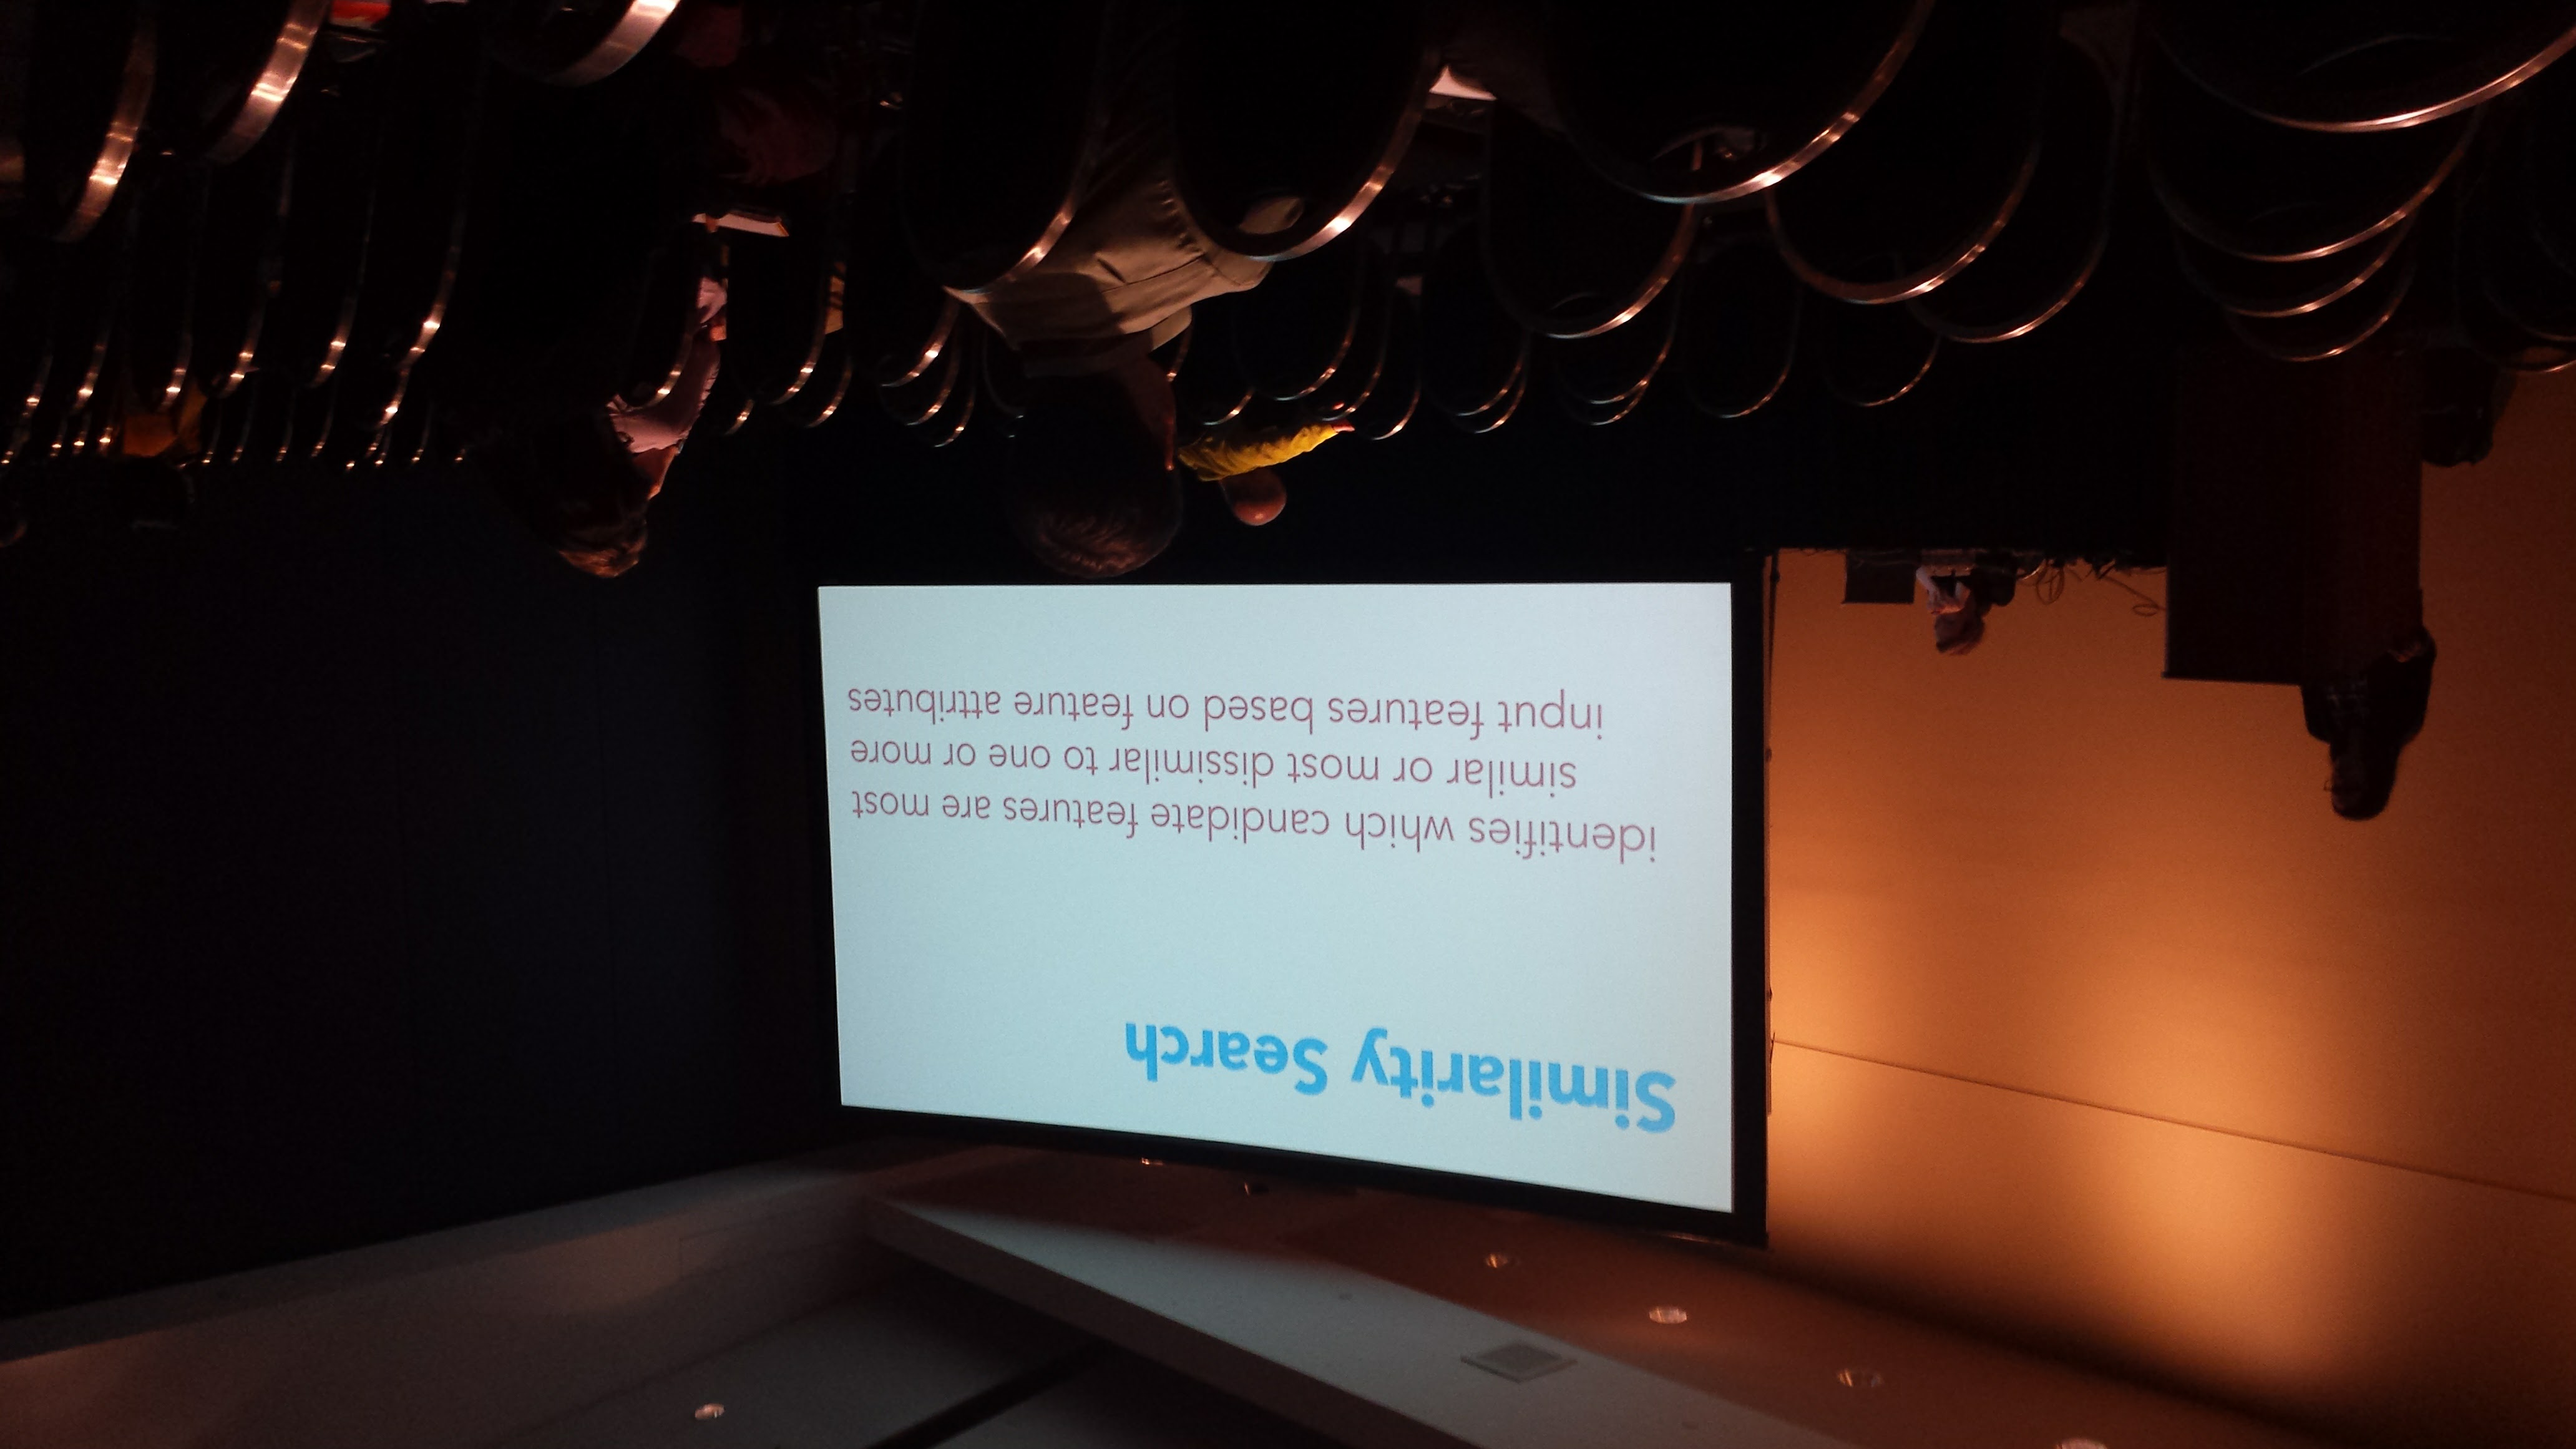 Similarity Search
identifies which candidate features are most
similar or most dissimilar to one or more
input features based on feature attributes